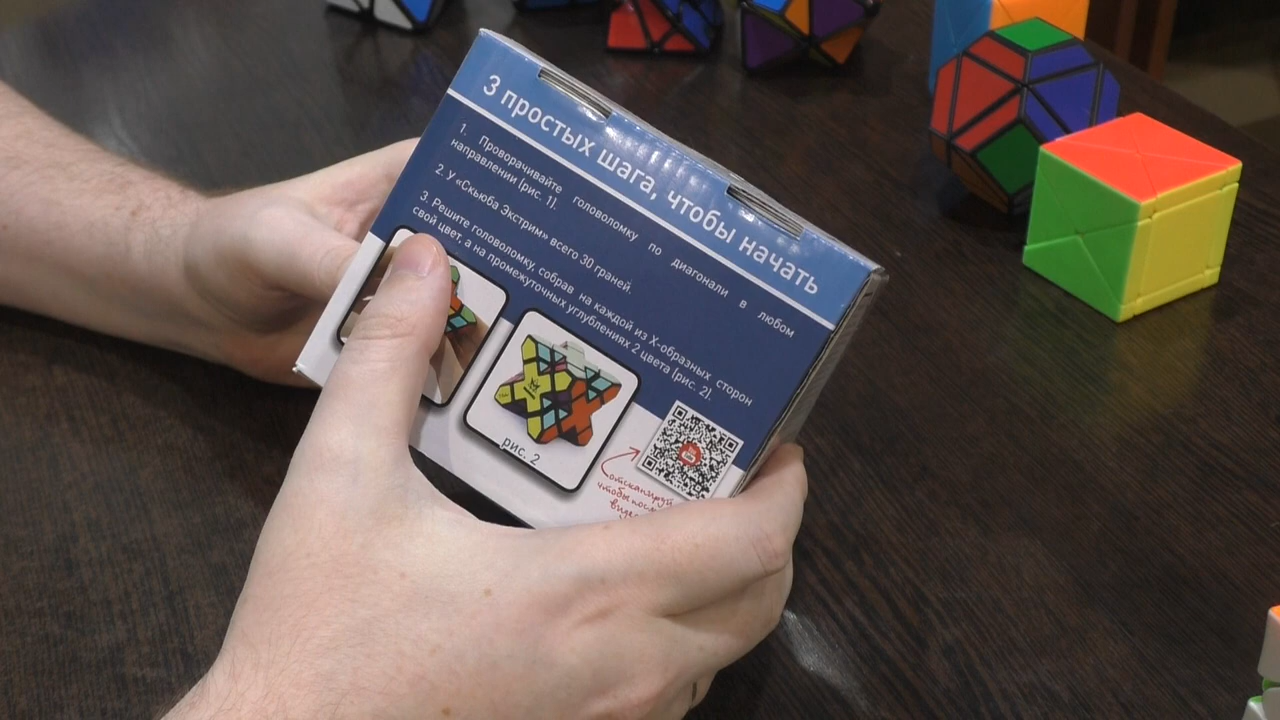 3 простых шага, чтобы начать
1. Проворачивайте головоломку по диагонали в любом
направлении (рис. 1).
2. У «Скьюба Экстрим» всего 30 граней.
3. Решите головоломку, собрав на каждой из X-образных сторон
свой цвет, а на промежуточных углублениях 2 цвета (рис. 2).
рис. 2
отсканируй
чтобы